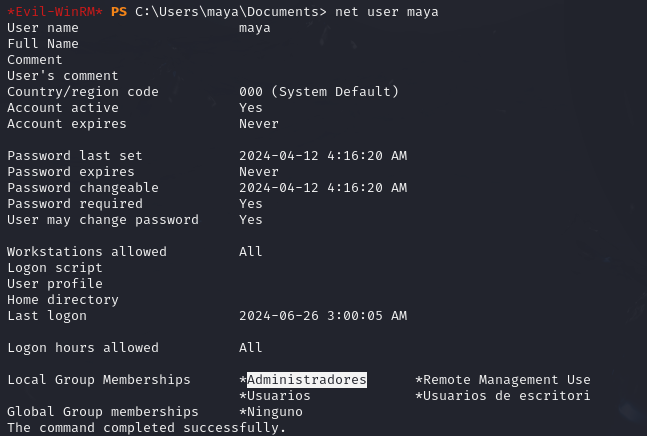 *Evil-WinRM* PS C:\Users\maya\Documents> net user maya
User name                    maya
Full Name
Comment
User's comment
Country/region code          000 (System Default)
Account active               Yes
Account expires              Never

Password last set            2024-04-12 4:16:20 AM
Password expires             Never
Password changeable          2024-04-12 4:16:20 AM
Password required            Yes
User may change password     Yes

Workstations allowed         All
Logon script
User profile
Home directory
Last logon                   2024-06-26 3:00:05 AM

Logon hours allowed          All

Local Group Memberships      *Administradores      *Remote Management Use
                             *Usuarios             *Usuarios de escritori
Global Group memberships     *Ninguno
The command completed successfully.